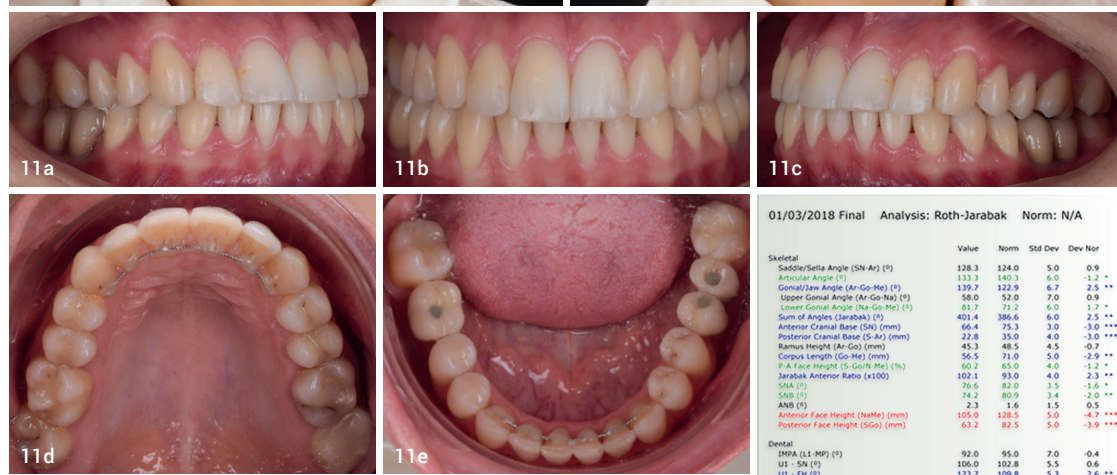 11a
11b
11c
11d
11e
01/03/2018 Final Analysis: Roth-Jarabak Norm: N/A
Value Norm Std Dev Dev Nor
Skeletal
Saddle/Sella Angle (SN-Ar) (º) 128.3 124.0 5.0 0.9
Articular Angle (º) 133.3 140.3 6.0 -1.2 *
Gonial/Jaw Angle (Ar-Go-Me) (º) 139.7 122.9 6.7 2.5 **
Upper Gonial Angle (Ar-Go-Na) (º) 58.0 52.0 7.0 0.9
Lower Gonial Angle (Na-Go-Me) (º) 81.7 71.2 6.0 1.7 *
Sum of Angles (Jarabak) (º) 401.4 386.6 6.0 2.5 **
Anterior Cranial Base (SN) (mm) 66.4 75.3 3.0 -3.0 ***
Posterior Cranial Base (S-Ar) (mm) 22.8 35.0 4.0 -3.0 ***
Ramus Height (Ar-Go) (mm) 45.3 48.5 4.5 -0.7
Corpus Length (Go-Me) (mm) 56.5 71.0 5.0 -2.9 **
P-A Face Height (S-Go/N-Me) (%) 60.2 65.0 4.0 -1.2 *
Jarabak Anterior Ratio (x100) 102.1 93.0 4.0 2.3 **
SNA (º) 76.6 82.0 3.5 -1.6 *
SNB (º) 74.2 80.9 3.4 -2.0 **
ANB (º) 2.3 1.6 1.5 0.5
Anterior Face Height (NaMe) (mm) 105.0 128.5 5.0 -4.7 ***
Posterior Face Height (SGo) (mm) 63.2 82.5 5.0 -3.9 ***
Dental
IMPA (L1-MP) (º) 92.0 95.0 7.0 -0.4
U1 - SN (º) 106.0 102.8 5.5 0.6